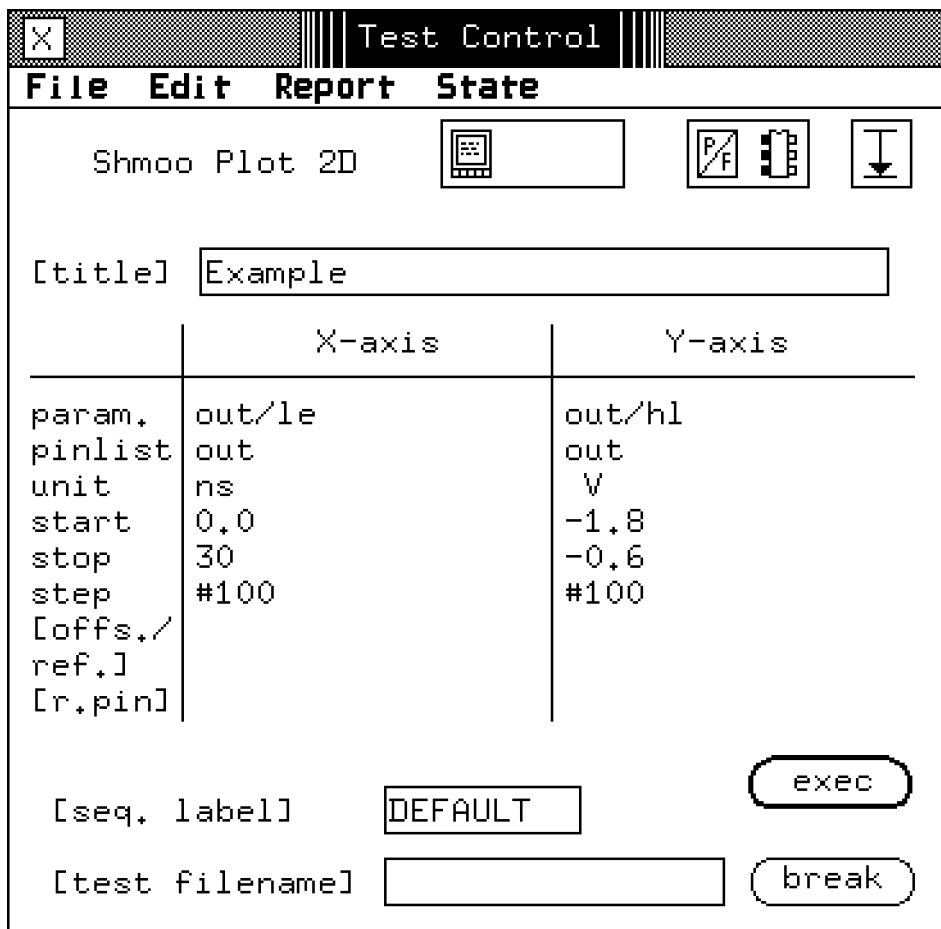 X Test Control
File Edit Report State
Shmoo Plot 2D P/F
[title] Example
X-axis Y-axis
param. out/le out/hl
pinlist out out
unit ns V
start 0.0 -1.8
stop 30 -0.6
step #100 #100
[offs./
ref.]
[r.pin]
exec
[seq. label] DEFAULT
[test filename] break